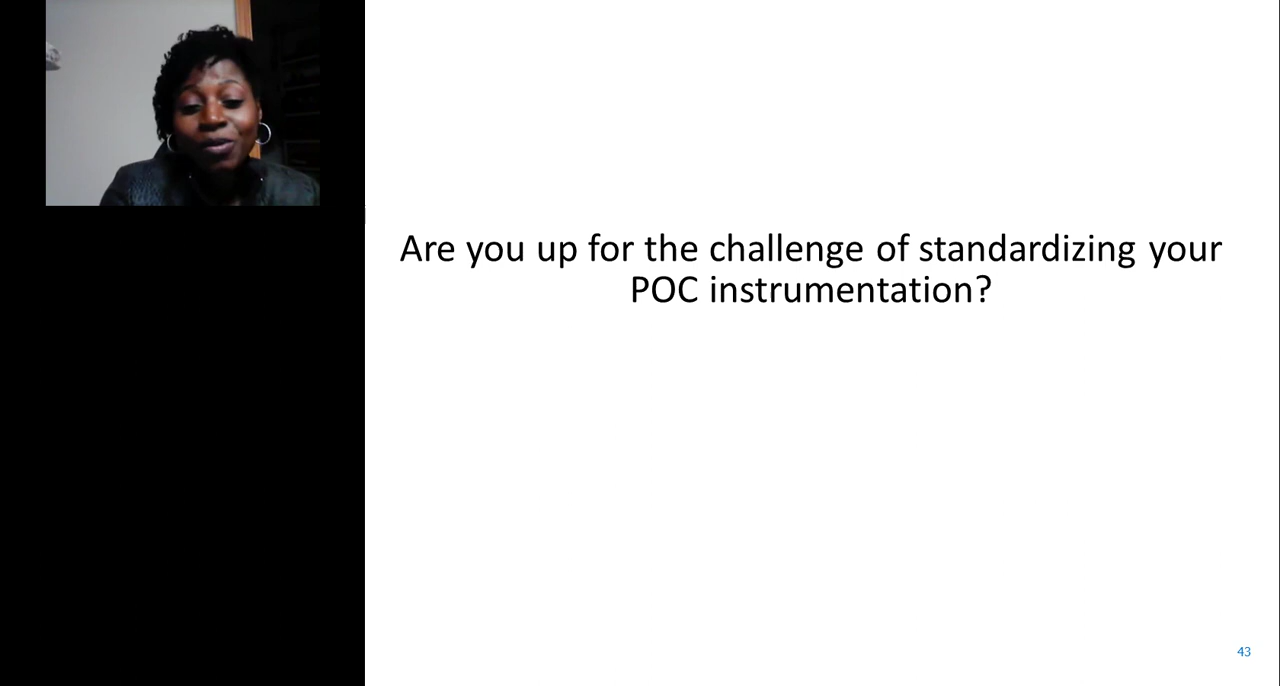 Are you up for the challenge of standardizing your
POC instrumentation?
43